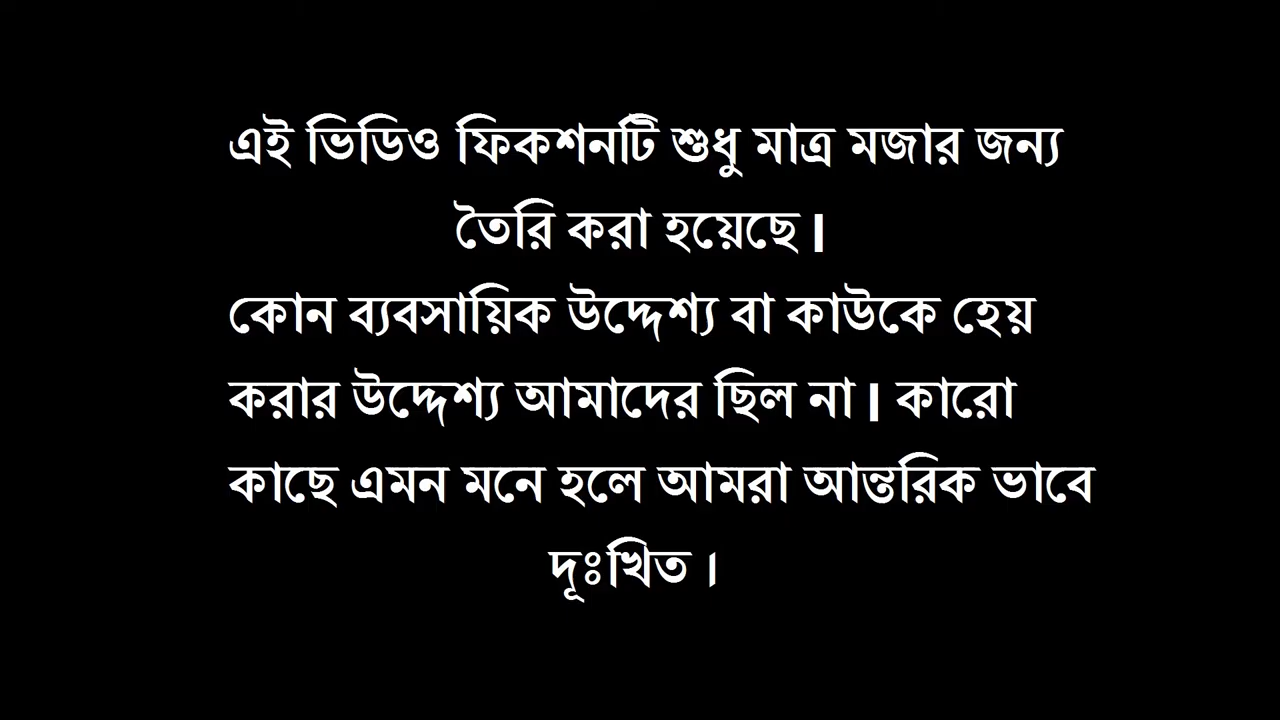 এই ভিডিও ফিকশনটি শুধু মাত্র মজার জন্য
তৈরি করা হয়েছে।
কোন ব্যবসায়িক উদ্দেশ্য বা কাউকে হেয়
করার উদ্দেশ্য আমাদের ছিল না। কারো
কাছে এমন মনে হলে আমরা আন্তরিক ভাবে
দূঃখিত ।